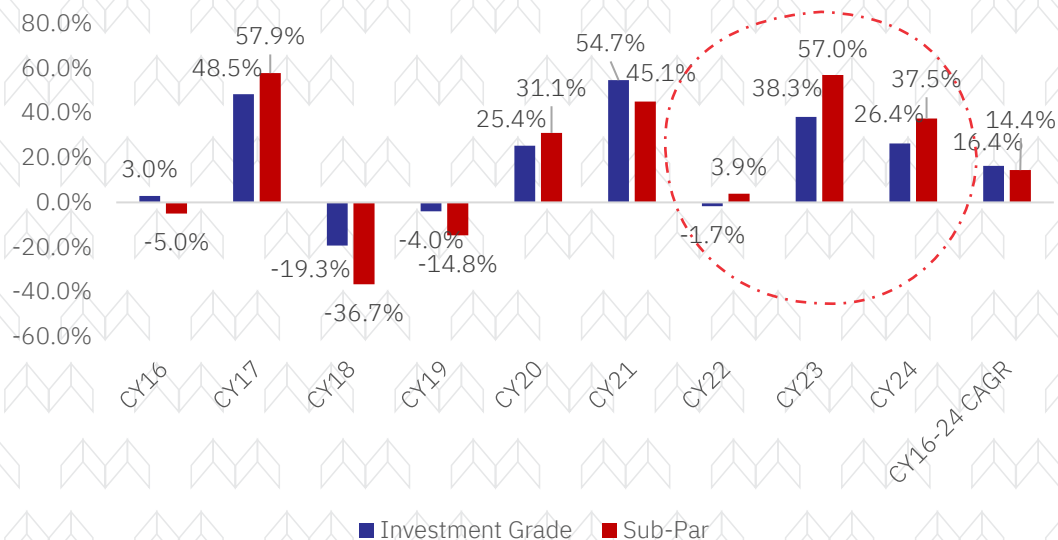 80.0%
60.0%
40.0%
20.0%
0.0%
-20.0%
-40.0%
-60.0%
3.0%
-5.0%
48.5%
57.9%
-19.3%
-36.7%
-4.0%
-14.8%
25.4%
31.1%
54.7%
45.1%
-1.7%
3.9%
38.3%
57.0%
26.4%
37.5%
16.4%
14.4%
CY16
CY17
CY18
CY19
CY20
CY21
CY22
CY23
CY24
CY16-24 CAGR
Investment Grade
Sub-Par